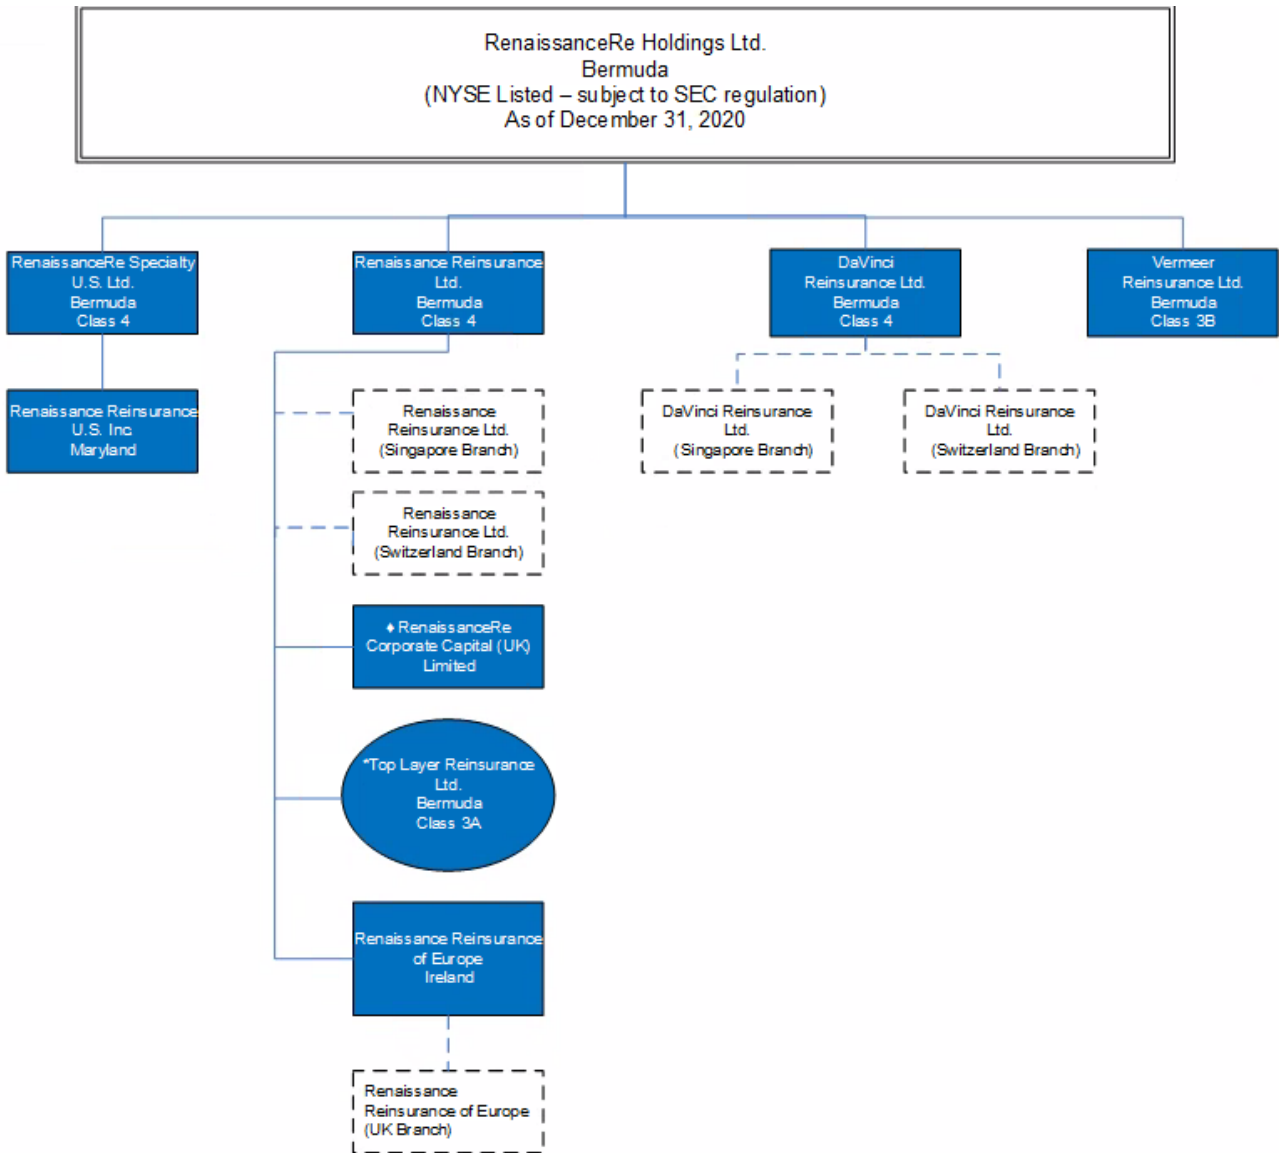 RenaissanceRe Holdings Ltd.
Bermuda
(NYSE Listed – subject to SEC regulation)
As of December 31, 2020
RenaissanceRe Specialty
U.S. Ltd.
Bermuda
Class 4
Renaissance Reinsurance
Ltd.
Bermuda
Class 4
DaVinci
Reinsurance Ltd.
Bermuda
Class 4
Vermeer
Reinsurance Ltd.
Bermuda
Class 3B
Renaissance Reinsurance
U.S. Inc.
Maryland
Renaissance
Reinsurance Ltd.
(Singapore Branch)
DaVinci Reinsurance
Ltd.
(Singapore Branch)
DaVinci Reinsurance
Ltd.
(Switzerland Branch)
Renaissance
Reinsurance Ltd.
(Switzerland Branch)
♦ RenaissanceRe
Corporate Capital (UK)
Limited
*Top Layer Reinsurance
Ltd.
Bermuda
Class 3A
Renaissance Reinsurance
of Europe
Ireland
Renaissance
Reinsurance of Europe
(UK Branch)